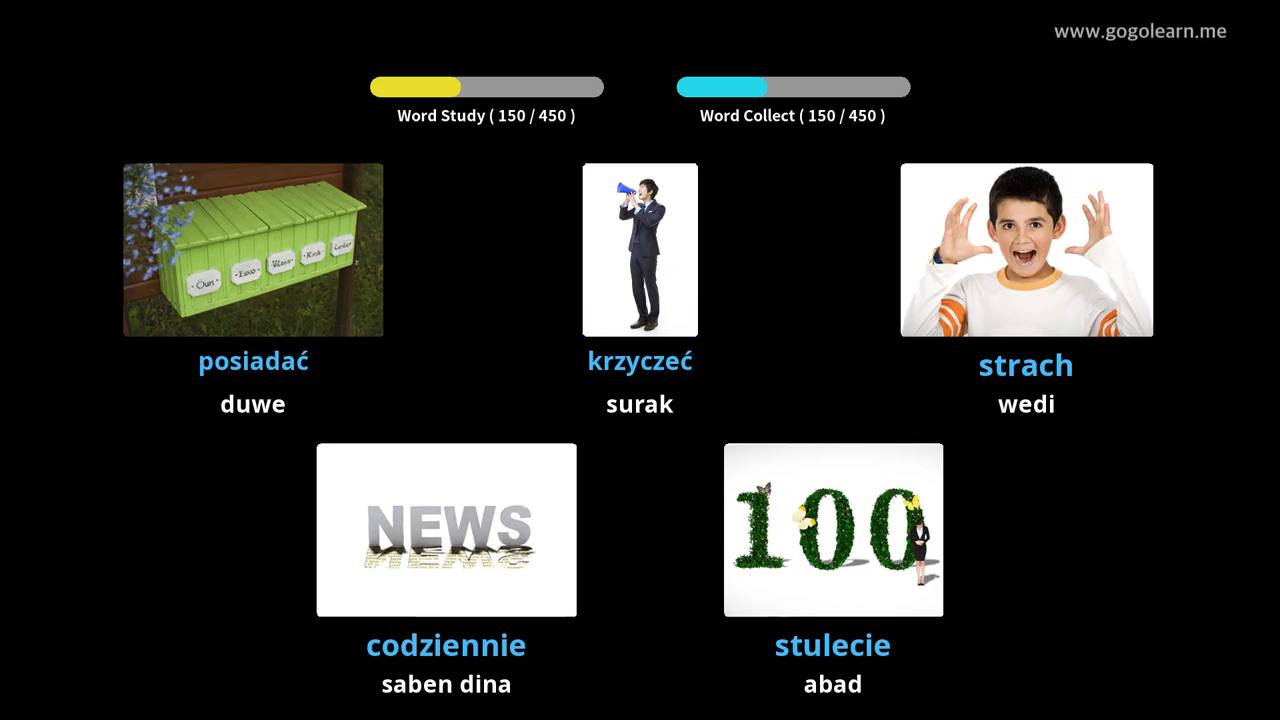 www.gogolearn.me
Word Study ( 150 / 450 )
Word Collect ( 150 / 450 )
posiadać
duwe
krzyczeć
surak
strach
wedi
NEWS
100
codziennie
saben dina
stulecie
abad